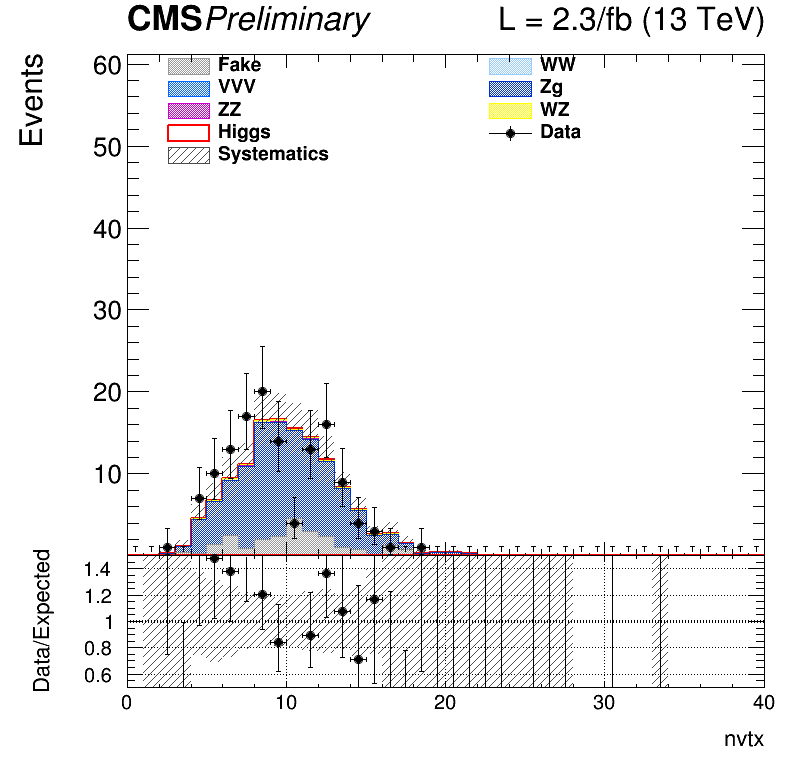 CMS Preliminary L = 2.3/fb (13 TeV)
Events
60
50
40
30
20
10
Fake WW
VVV Zg
ZZ WZ
Higgs Data
Systematics
Data/Expected
1.4
1.2
1
0.8
0.6
0 10 20 30 40
nvtx